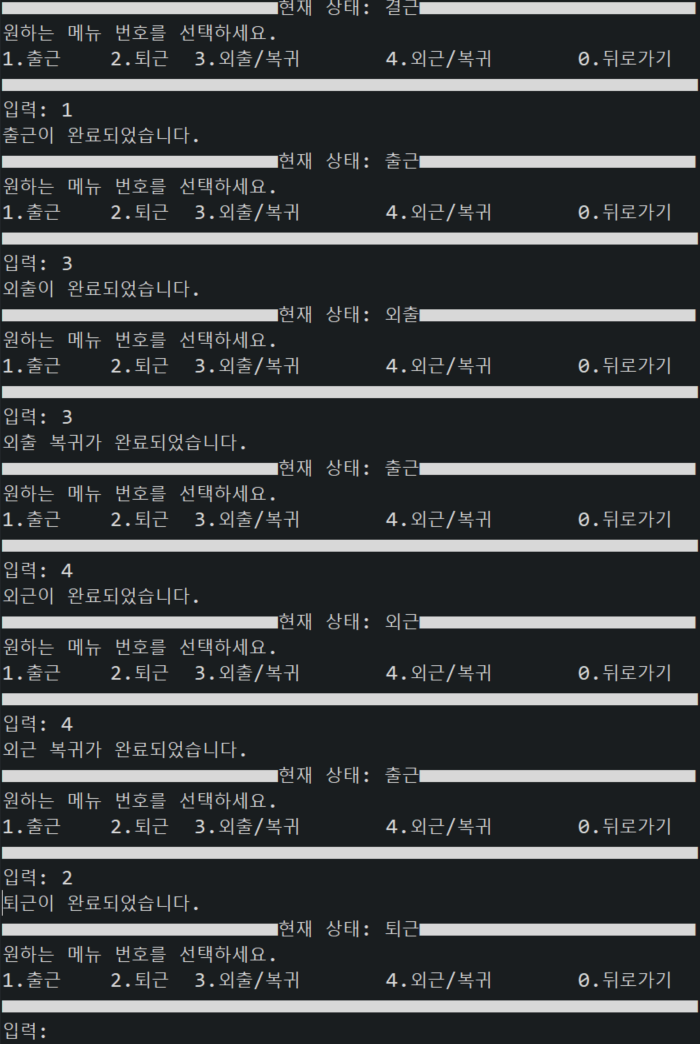 현재 상태: 결근
원하는 메뉴 번호를 선택하세요.
1.출근 2.퇴근 3.외출/복귀 4.외근/복귀 0.뒤로가기
입력: 1
출근이 완료되었습니다.
현재 상태: 출근
원하는 메뉴 번호를 선택하세요.
1.출근 2.퇴근 3.외출/복귀 4.외근/복귀 0.뒤로가기
입력: 3
외출이 완료되었습니다.
현재 상태: 외출
원하는 메뉴 번호를 선택하세요.
1.출근 2.퇴근 3.외출/복귀 4.외근/복귀 0.뒤로가기
입력: 3
외출 복귀가 완료되었습니다.
현재 상태: 출근
원하는 메뉴 번호를 선택하세요.
1.출근 2.퇴근 3.외출/복귀 4.외근/복귀 0.뒤로가기
입력: 4
외근이 완료되었습니다.
현재 상태: 외근
원하는 메뉴 번호를 선택하세요.
1.출근 2.퇴근 3.외출/복귀 4.외근/복귀 0.뒤로가기
입력: 4
외근 복귀가 완료되었습니다.
현재 상태: 출근
원하는 메뉴 번호를 선택하세요.
1.출근 2.퇴근 3.외출/복귀 4.외근/복귀 0.뒤로가기
입력: 2
퇴근이 완료되었습니다.
현재 상태: 퇴근
원하는 메뉴 번호를 선택하세요.
1.출근 2.퇴근 3.외출/복귀 4.외근/복귀 0.뒤로가기
입력: